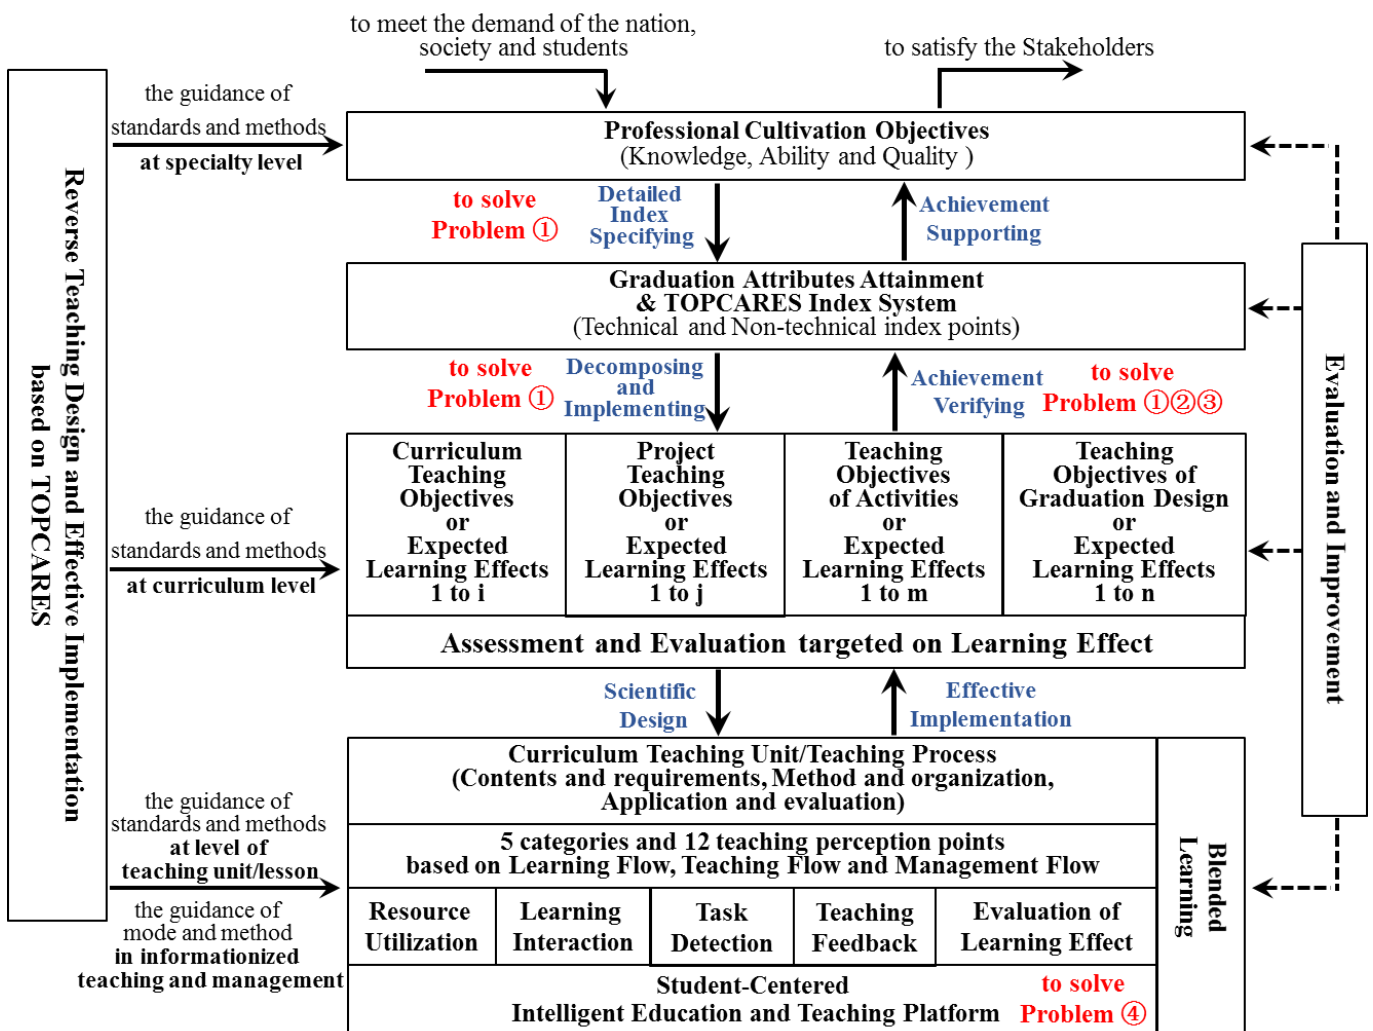 to meet the demand of the nation,
society and students
to satisfy the Stakeholders
Reverse Teaching Design and Effective Implementation
based on TOPCARES
the guidance of
standards and methods
at specialty level
Professional Cultivation Objectives
(Knowledge, Ability and Quality )
to solve
Problem ①
Detailed
Index
Specifying
Achievement
Supporting
Graduation Attributes Attainment
& TOPCARES Index System
(Technical and Non-technical index points)
to solve
Problem ①
Decomposing
and
Implementing
Achievement
Verifying
to solve
Problem ①②③
the guidance of
standards and methods
at curriculum level
Curriculum
Teaching
Objectives
or
Expected
Learning Effects
1 to i
Project
Teaching
Objectives
or
Expected
Learning Effects
1 to j
Teaching
Objectives
of Activities
or
Expected
Learning Effects
1 to m
Teaching
Objectives of
Graduation Design
or
Expected
Learning Effects
1 to n
Assessment and Evaluation targeted on Learning Effect
Scientific
Design
Effective
Implementation
the guidance of
standards and methods
at level of
teaching unit/lesson
the guidance of
mode and method
in informationized
teaching and management
Curriculum Teaching Unit/Teaching Process
(Contents and requirements, Method and organization,
Application and evaluation)
5 categories and 12 teaching perception points
based on Learning Flow, Teaching Flow and Management Flow
Resource
Utilization
Learning
Interaction
Task
Detection
Teaching
Feedback
Evaluation of
Learning Effect
Student-Centered
Intelligent Education and Teaching Platform
to solve
Problem ④
Blended
Learning
Evaluation and Improvement